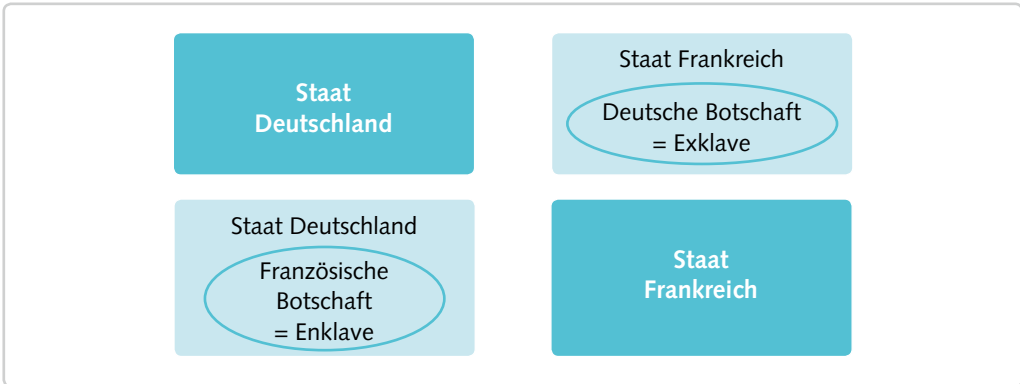 Staat
Deutschland
Staat Frankreich
Deutsche Botschaft
= Exklave
Staat Deutschland
Französische
Botschaft
= Enklave
Staat
Frankreich